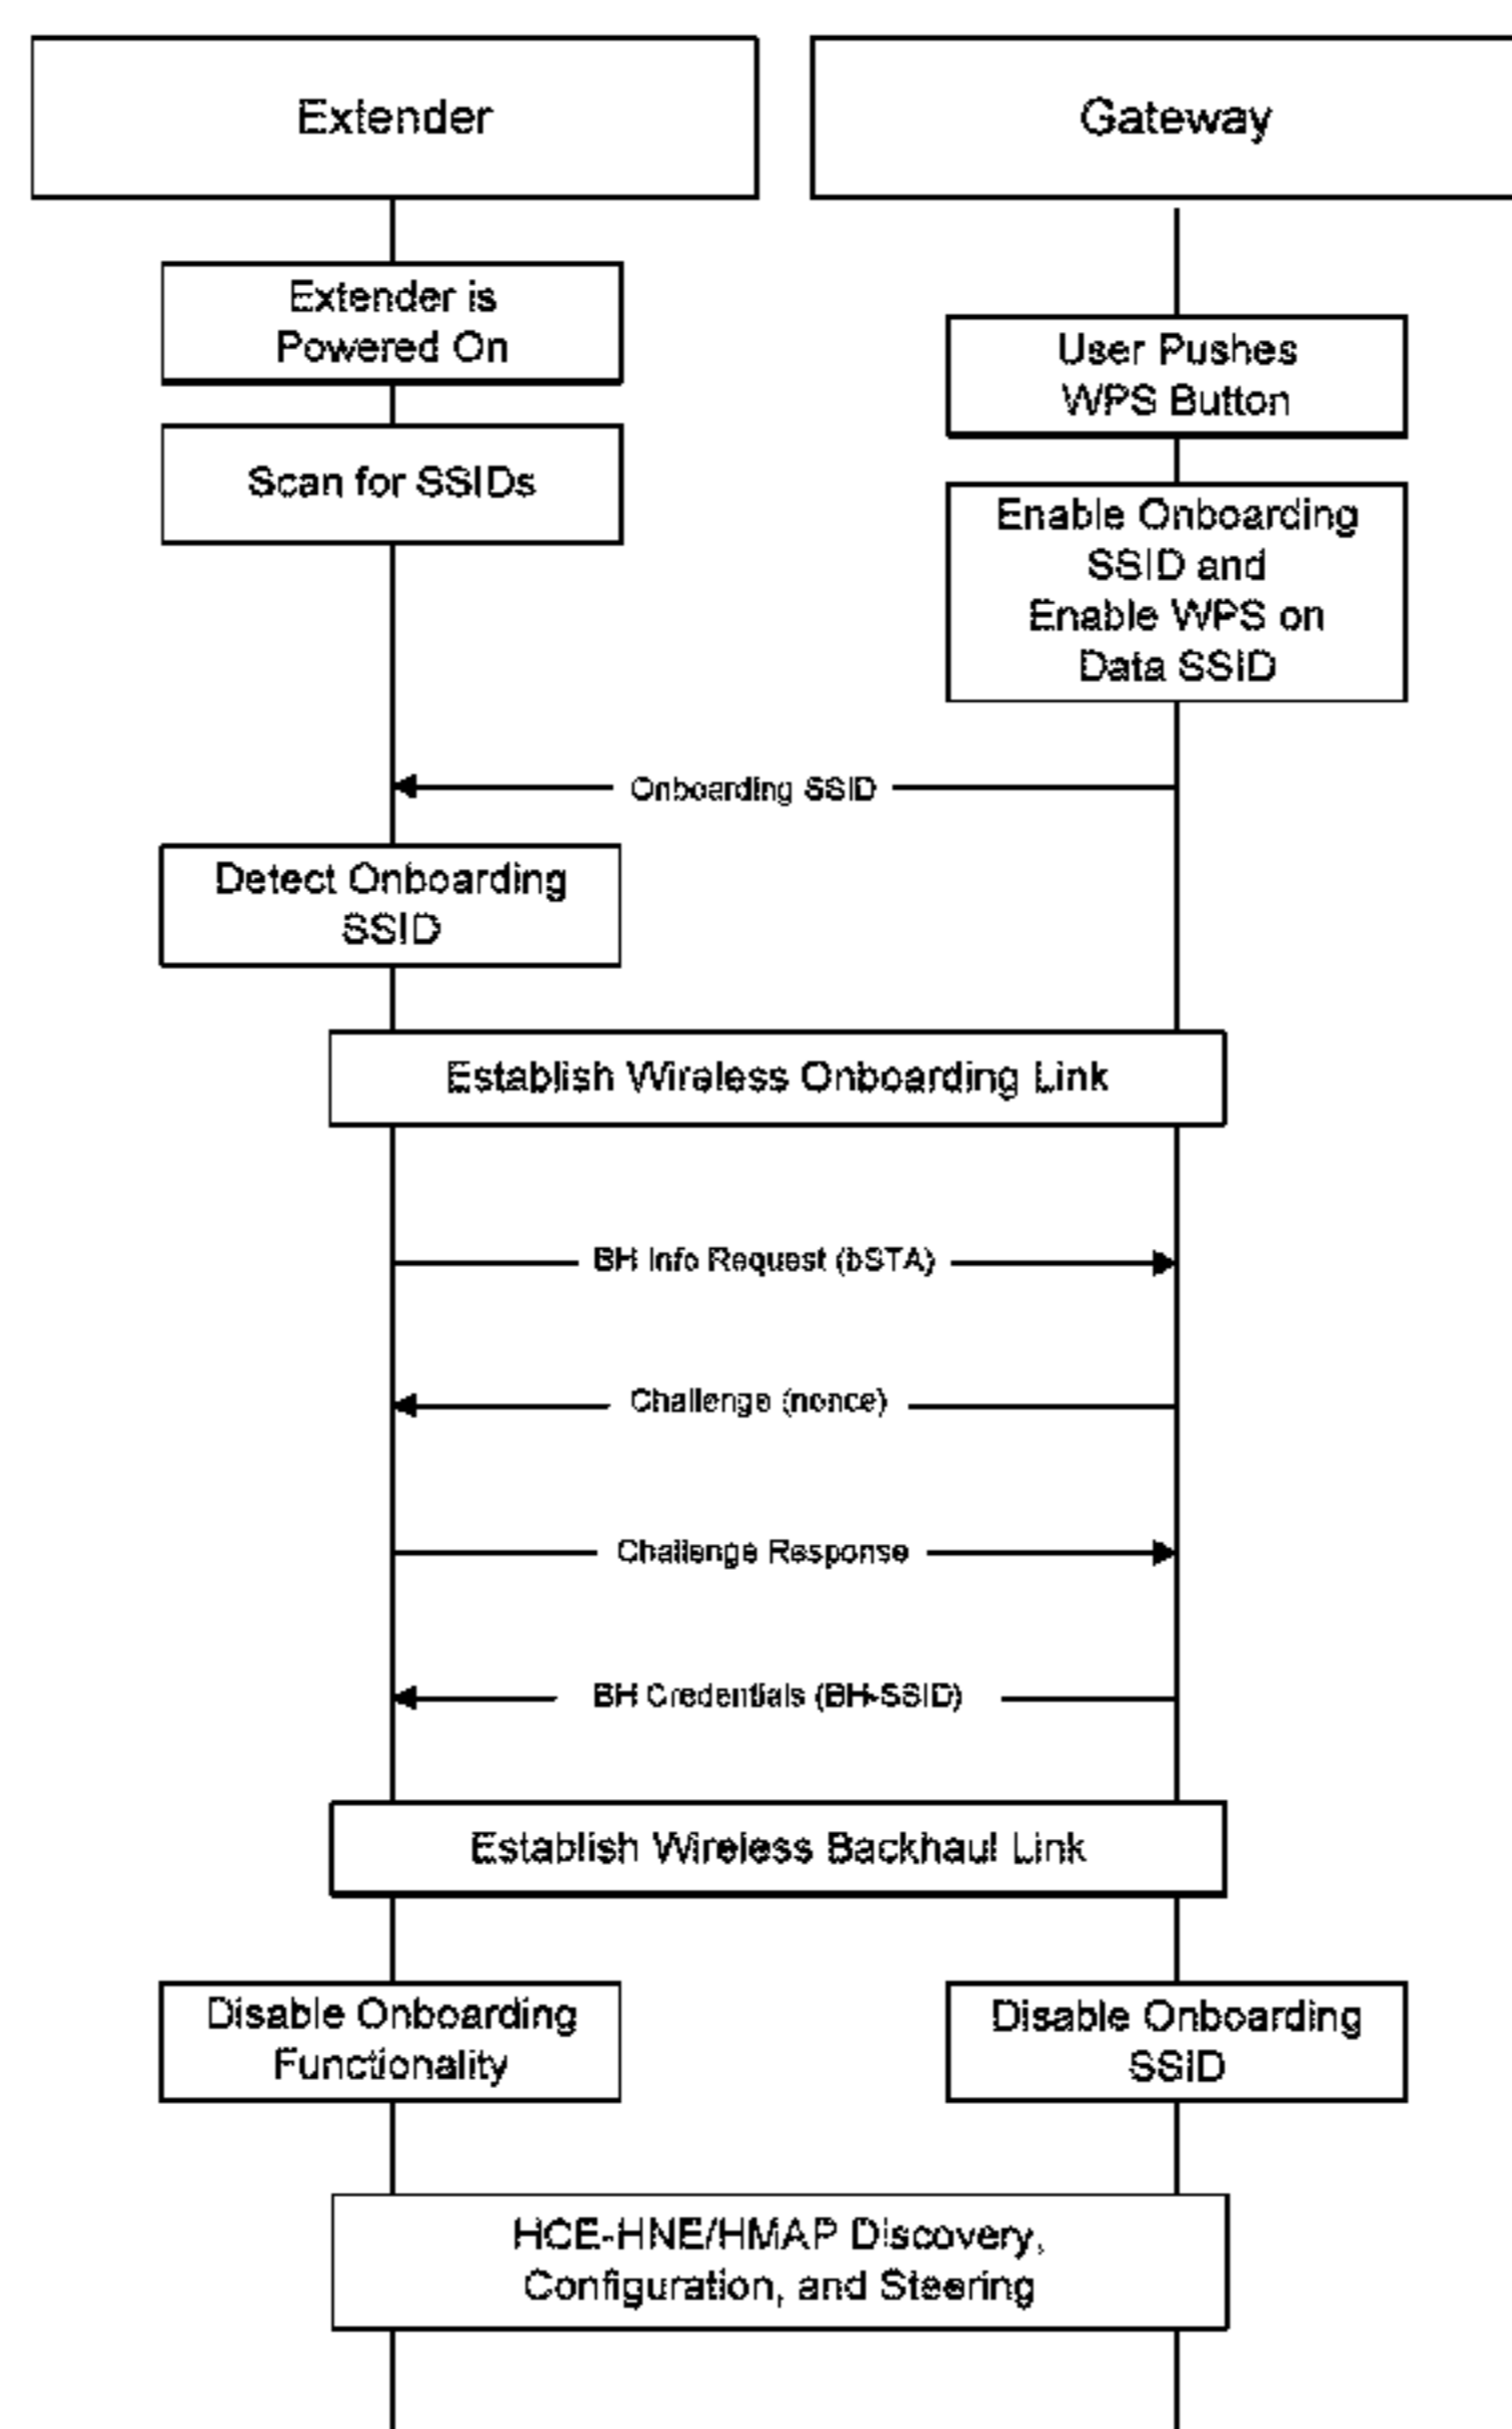 Extender
Gateway
Extender is
Powered On
User Pushes
WPS Button
Scan for SSIDs
Enable Onboarding
SSID and
Enable WPS on
Data SSID
Onboarding SSID
Detect Onboarding
SSID
Establish Wireless Onboarding Link
BH Info Request (bSTA)
Challenge (nonce)
Challenge Response
BH Credentials (BH-SSID)
Establish Wireless Backhaul Link
Disable Onboarding
Functionality
Disable Onboarding
SSID
HCE-HNE/HMAP Discovery,
Configuration, and Steering